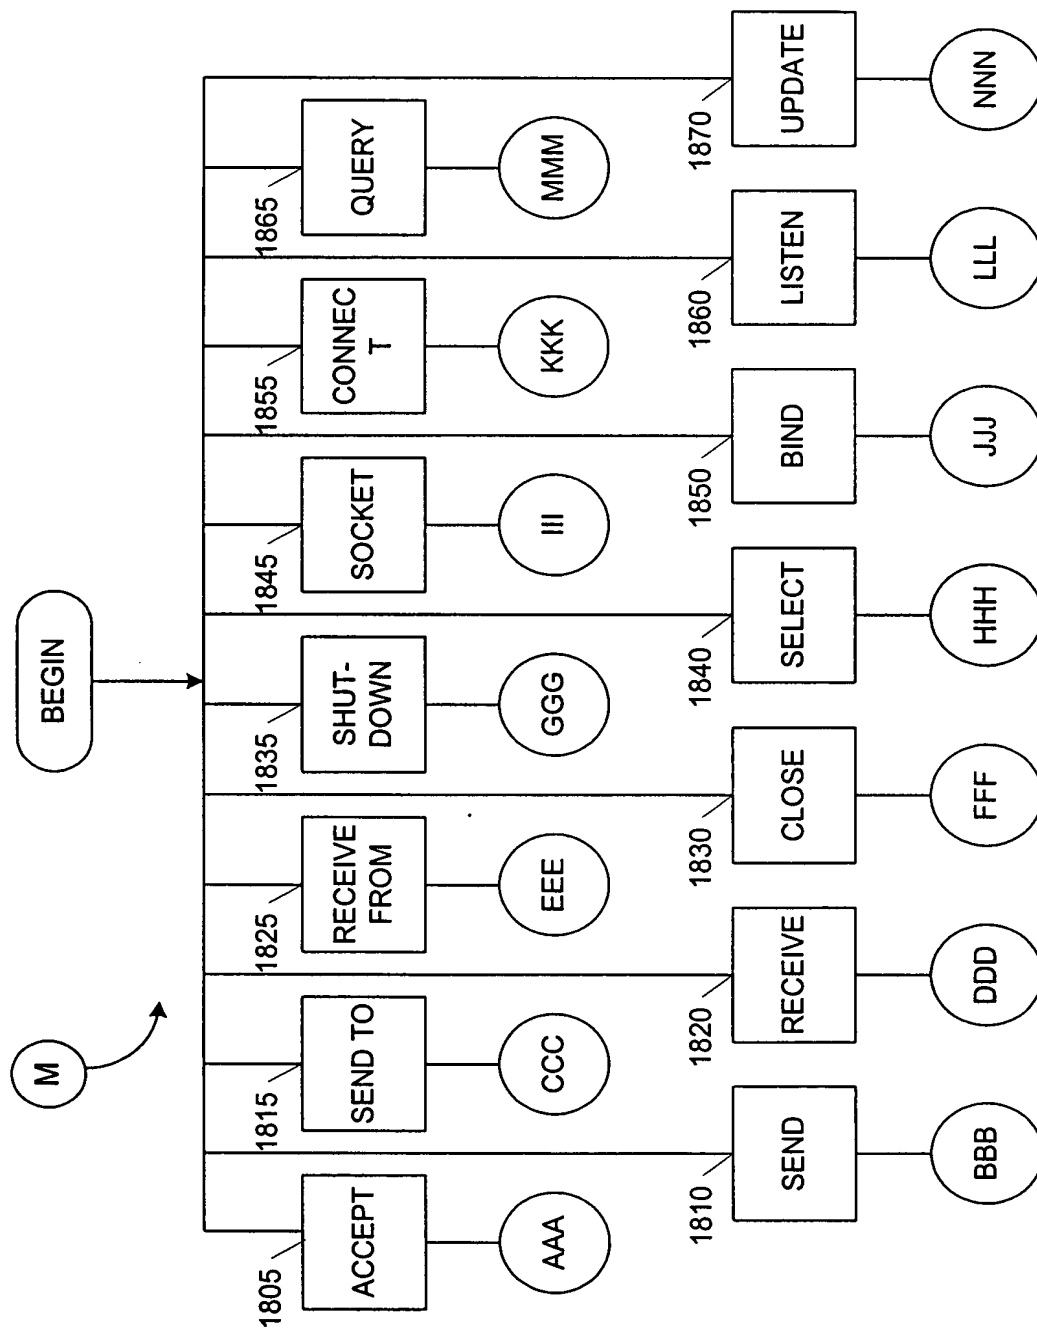 BEGIN
M
1805
ACCEPT
AAA
1815
SEND TO
CCC
1825
RECEIVE
FROM
EEE
1835
SHUT-
DOWN
GGG
1845
SOCKET
III
1855
CONNEC
T
KKK
1865
QUERY
MMM
1810
SEND
BBB
1820
RECEIVE
DDD
1830
CLOSE
FFF
1840
SELECT
HHH
1850
BIND
JJJ
1860
LISTEN
LLL
1870
UPDATE
NNN